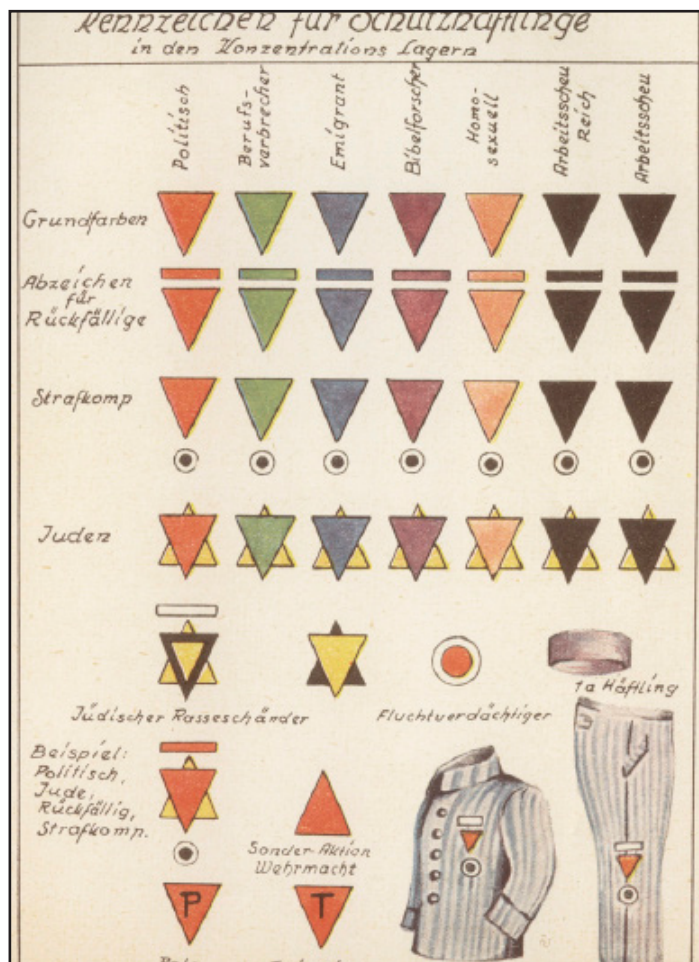 Kennzeichen für Schutzhäftlinge
in den Konzentrations Lagern
Politisch
Berufs-
verbrecher
Emigrant
Bibelforscher
Homo-
sexuell
Arbeitsscheu
Reich
Arbeitsscheu
Grundfarben
Abzeichen
für
Rückfällige
Strafkomp
Juden
Jüdischer Rasseschänder
Fluchtverdächtiger
1a Häftling
Beispiel:
Politisch,
Jude,
Rückfällig,
Strafkomp.
Sonder-Aktion
Wehrmacht
P
T